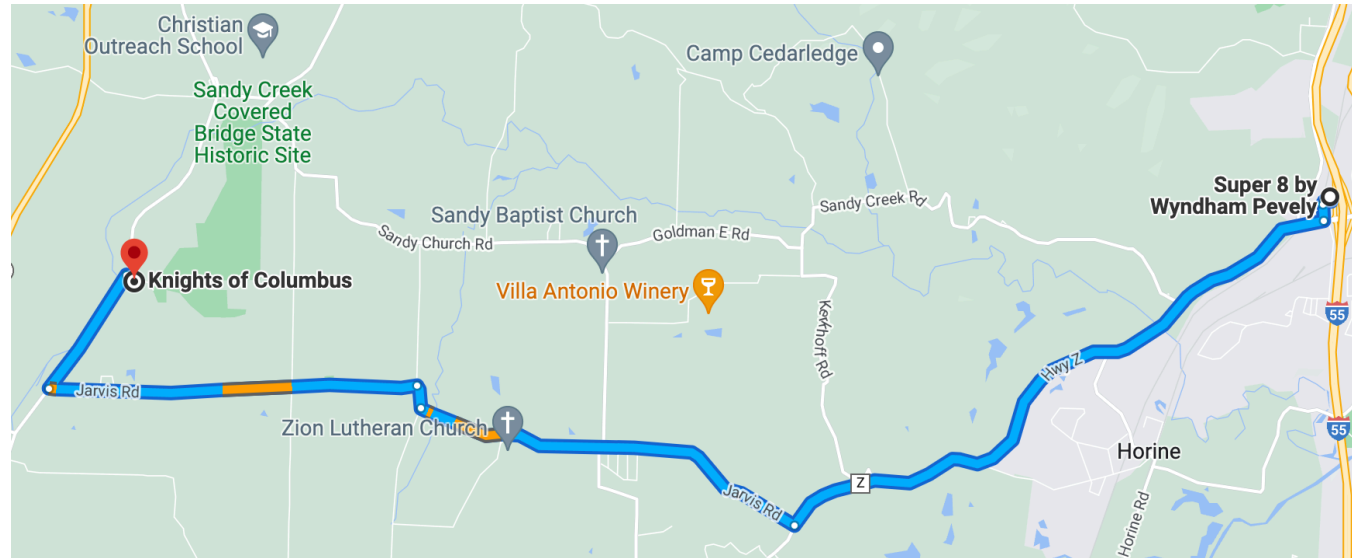 Christian
Outreach School
Sandy Creek
Covered
Bridge State
Historic Site
Camp Cedarledge
Super 8 by
Wyndham Pevely
Sandy Creek Rd
Sandy Baptist Church
Goldman E Rd
Sandy Church Rd
Knights of Columbus
Villa Antonio Winery
55
Hwy Z
Jarvis Rd
Zion Lutheran Church
55
Horine
Z
Jarvis Rd
Horine Rd